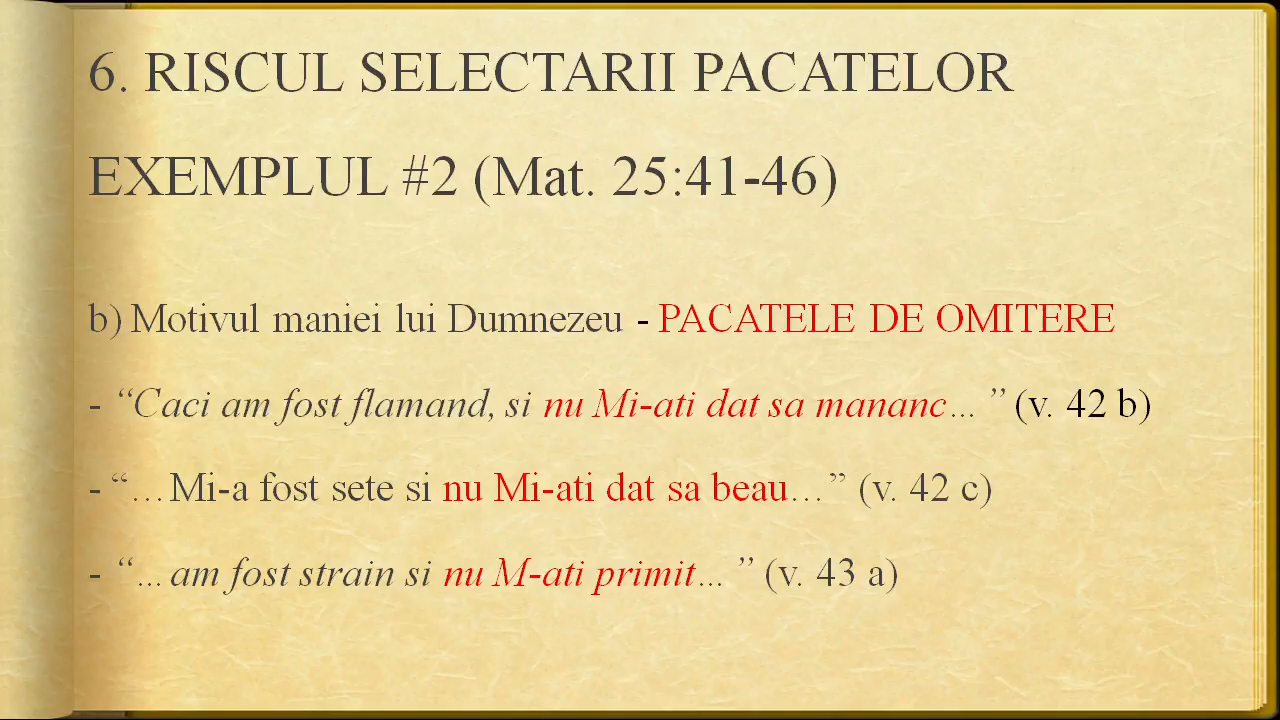 6. RISCUL SELECTARII PACATELOR
EXEMPLUL #2 (Mat. 25:41-46)
b) Motivul maniei lui Dumnezeu - PACATELE DE OMITERE
- “Caci am fost flamand, si nu Mi-ati dat sa mananc…” (v. 42 b)
- “…Mi-a fost sete si nu Mi-ati dat sa beau…” (v. 42 c)
- “…am fost strain si nu M-ati primit…” (v. 43 a)